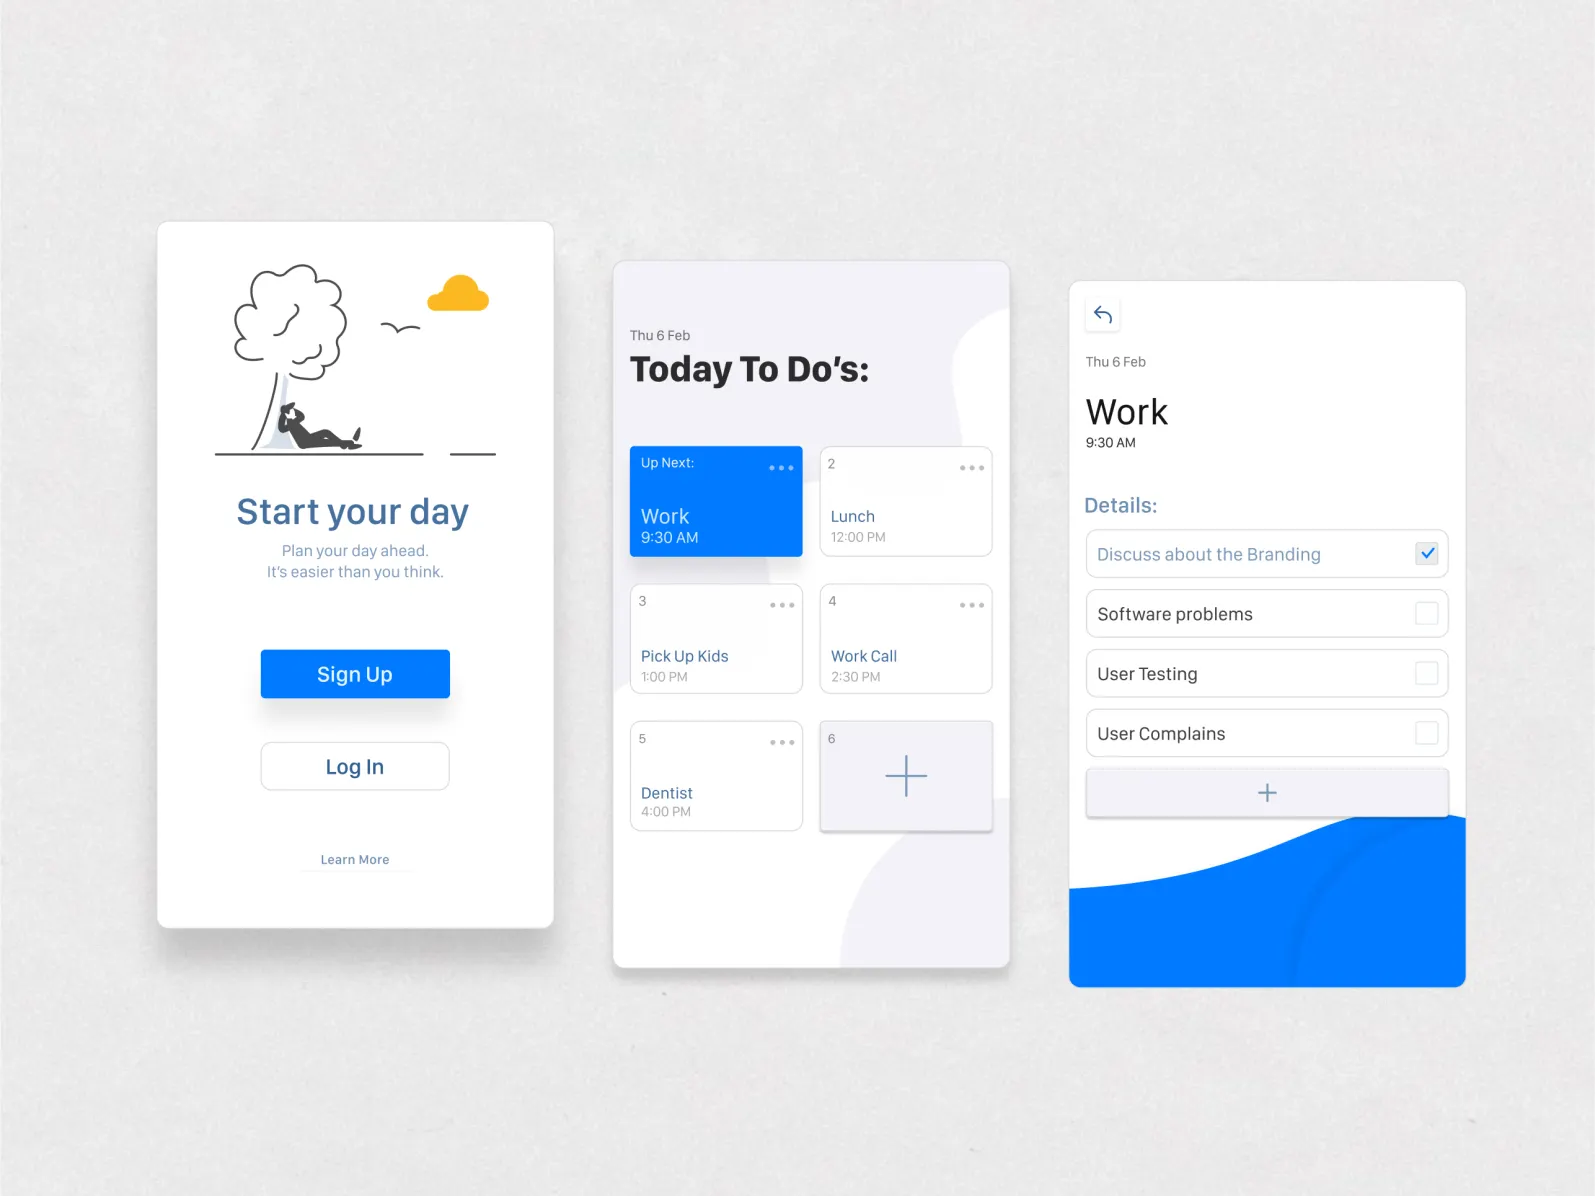 Start your day
Plan your day ahead.
It's easier than you think.
Sign Up
Log In
Learn More
Thu 6 Feb
Today To Do's:
Up Next:
Work
9:30 AM
2
Lunch
12:00 PM
3
Pick Up Kids
1:00 PM
4
Work Call
2:30 PM
5
Dentist
4:00 PM
6
Thu 6 Feb
Work
9:30 AM
Details:
Discuss about the Branding
Software problems
User Testing
User Complains